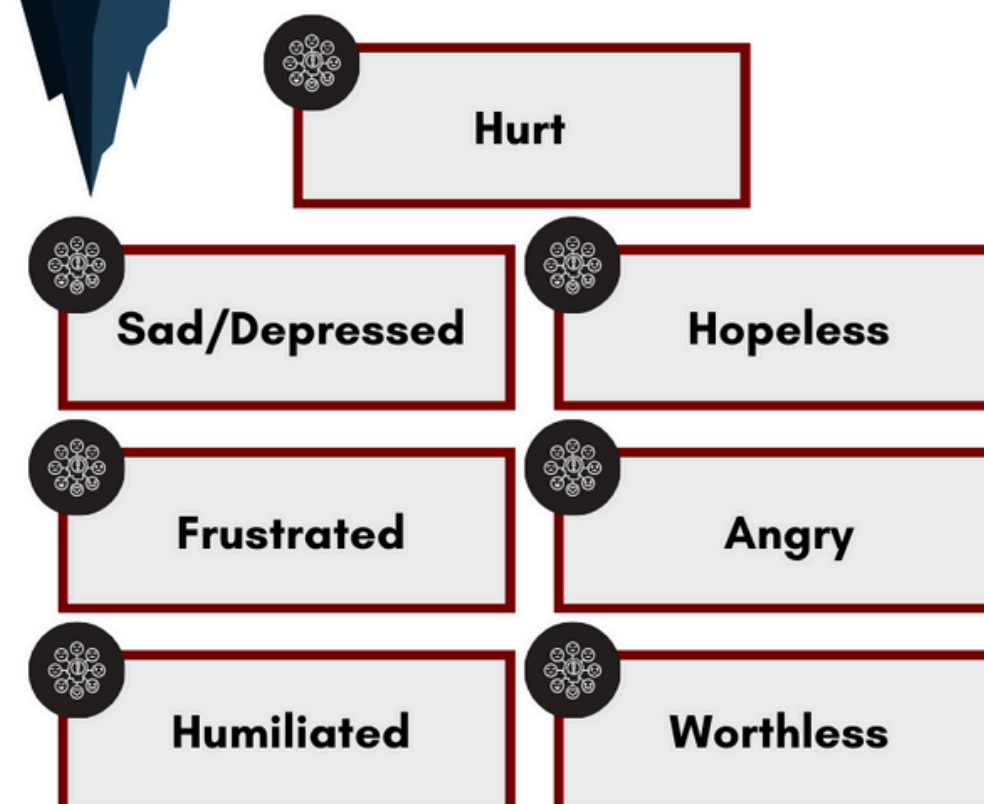 Hurt
Sad/Depressed
Hopeless
Frustrated
Angry
Humiliated
Worthless